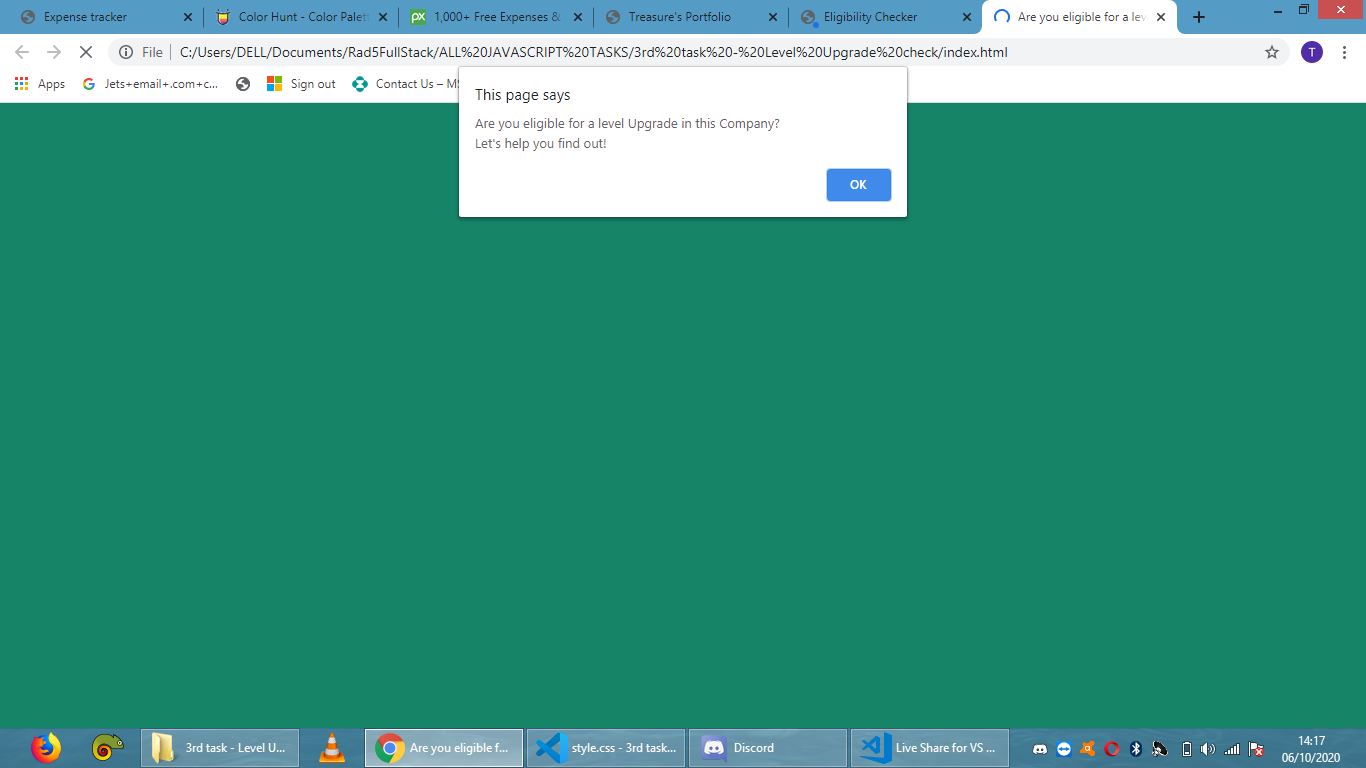 Expense tracker
Color Hunt - Color Palett
px
1,000+ Free Expenses &
Treasure's Portfolio
Eligibility Checker
Are you eligible for a lev
File
C:/Users/DELL/Documents/Rad5FullStack/ALL%20JAVASCRIPT%20TASKS/3rd%20task%20-%20Level%20Upgrade%20check/index.html
T
Apps
Jets+email+.com+c...
Sign out
Contact Us – MS
This page says
Are you eligible for a level Upgrade in this Company?
Let's help you find out!
OK
3rd task - Level U...
Are you eligible f...
style.css - 3rd task...
Discord
Live Share for VS ...
14:17
06/10/2020